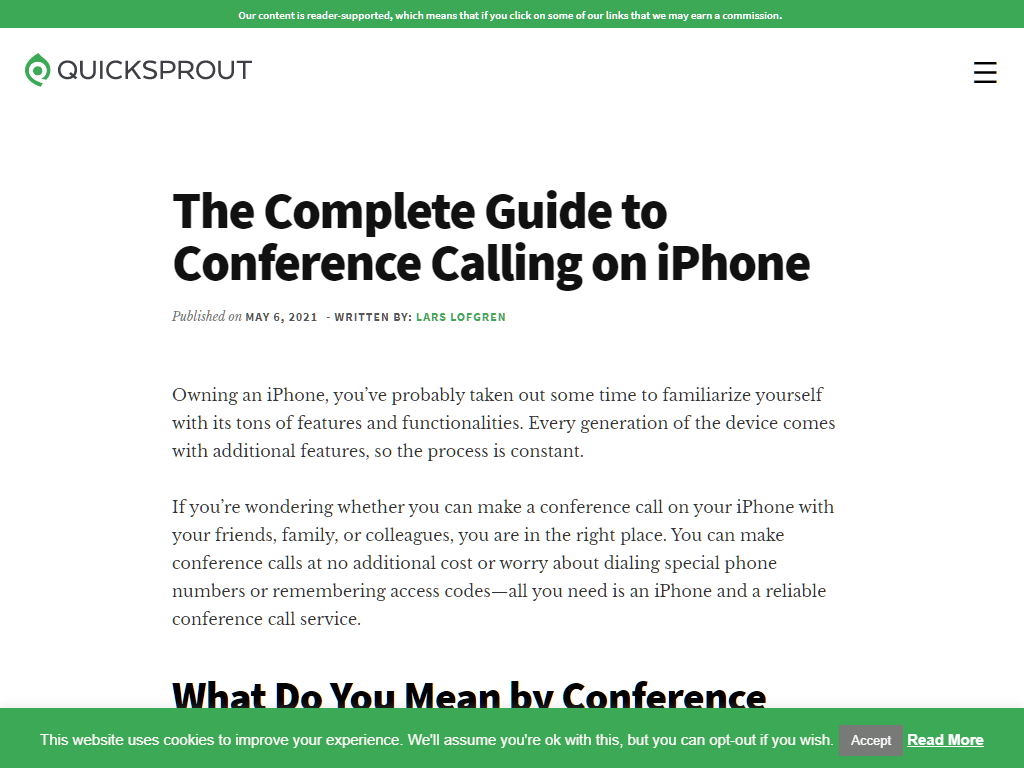 Our content is reader-supported, which means that if you click on some of our links that we may earn a commission.
QUICKSPROUT
The Complete Guide to
Conference Calling on iPhone
Published on MAY 6, 2021 - WRITTEN BY: LARS LOFGREN
Owning an iPhone, you’ve probably taken out some time to familiarize yourself
with its tons of features and functionalities. Every generation of the device comes
with additional features, so the process is constant.
If you’re wondering whether you can make a conference call on your iPhone with
your friends, family, or colleagues, you are in the right place. You can make
conference calls at no additional cost or worry about dialing special phone
numbers or remembering access codes—all you need is an iPhone and a reliable
conference call service.
What Do You Mean by Conference
This website uses cookies to improve your experience. We'll assume you're ok with this, but you can opt-out if you wish. Accept Read More